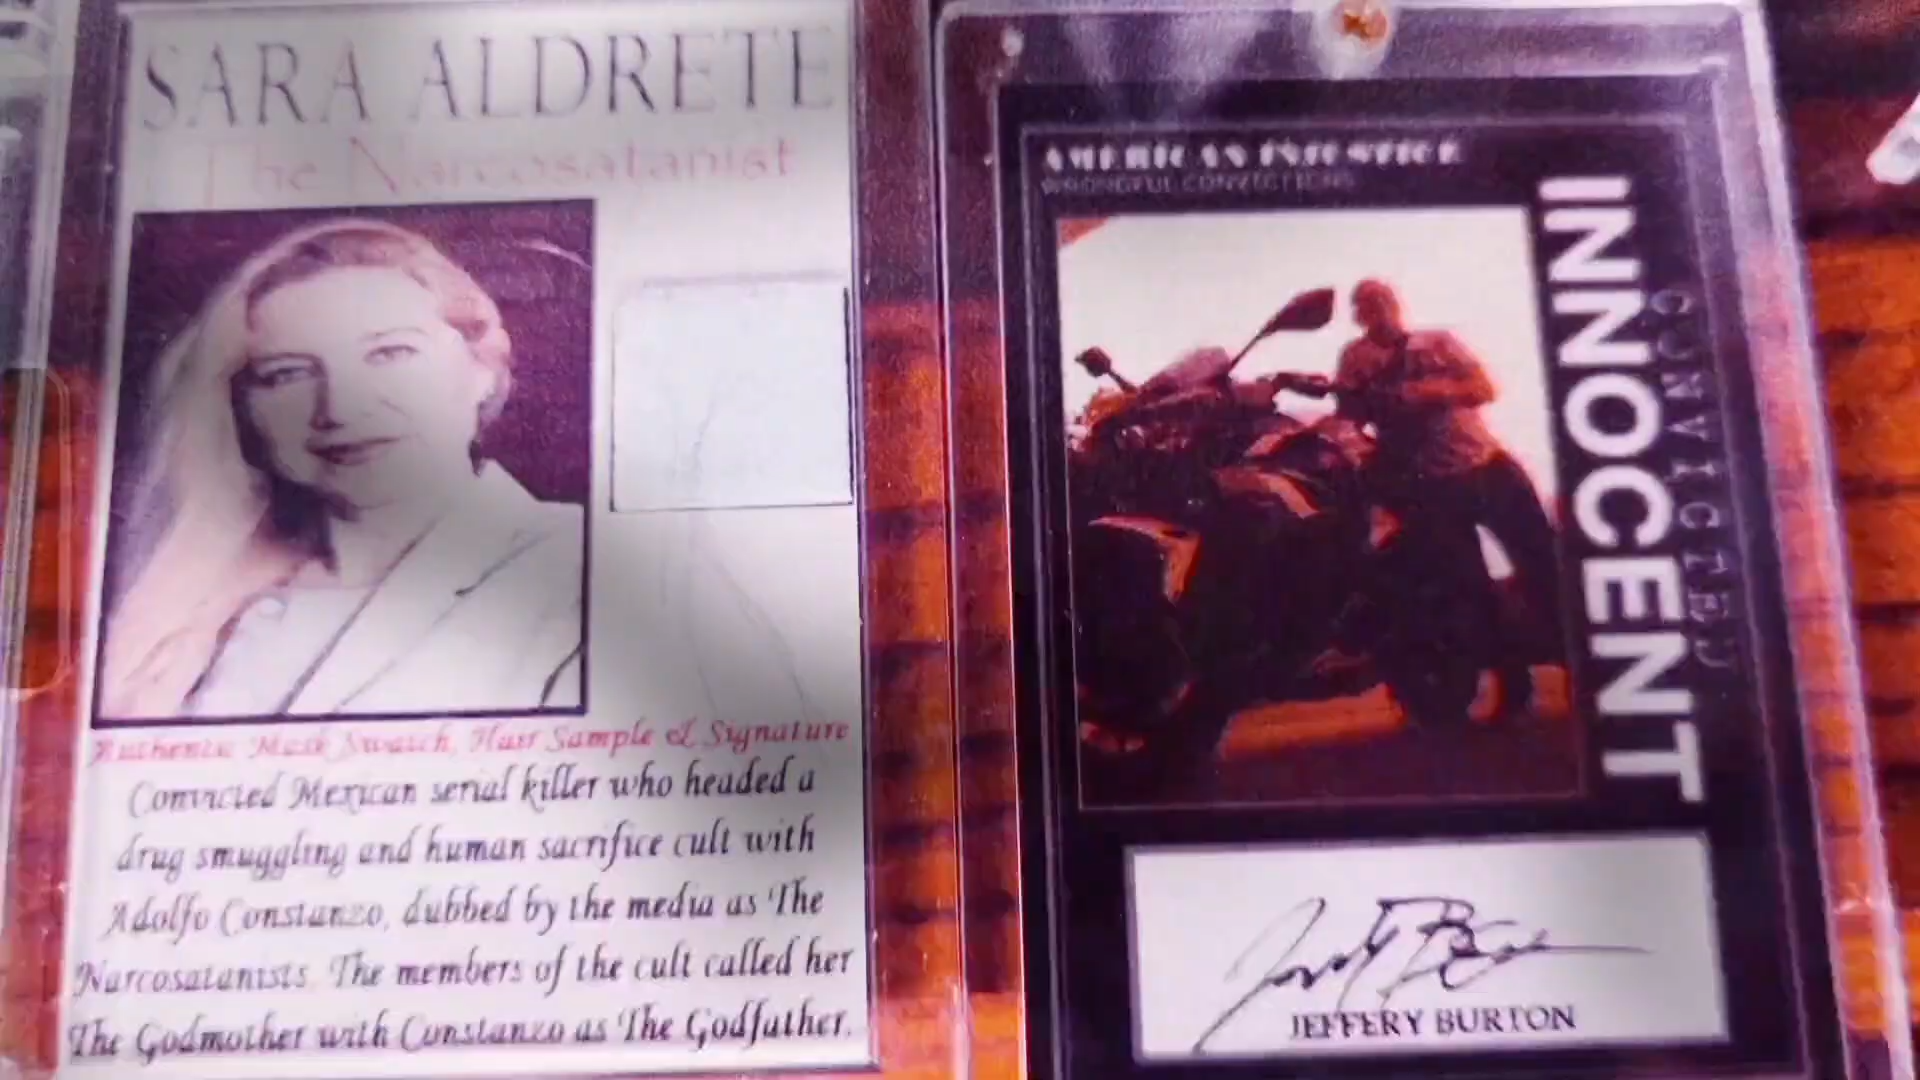 SARA ALDRETE
The Narcosatanist
Authentic Mask Swatch, Hair Sample & Signature
Convicted Mexican serial killer who headed a
drug smuggling and human sacrifice cult with
Adolfo Constanzo, dubbed by the media as The
Narcosatanists. The members of the cult called her
The Godmother with Constanzo as The Godfather.
AMERICAN INJUSTICE
WRONGFUL CONVICTIONS
INNOCENT
CONVICTED
JEFFERY BURTON